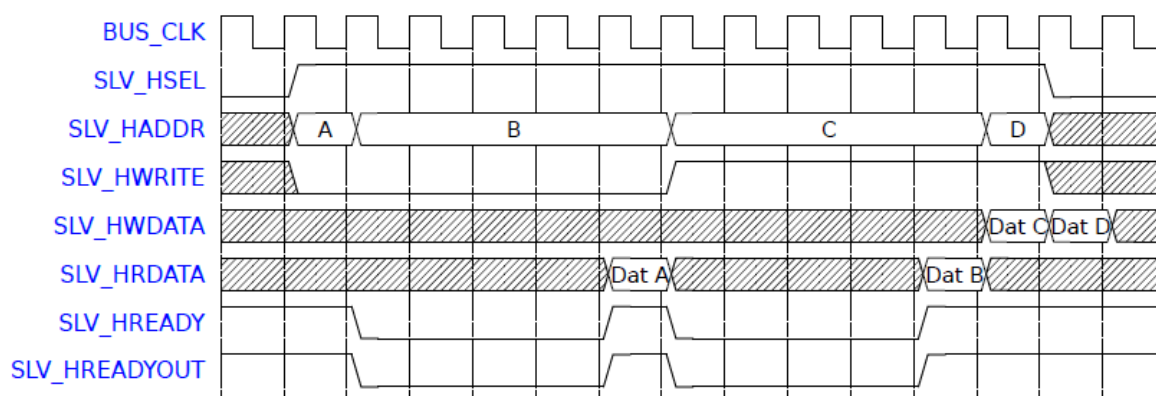 BUS_CLK
SLV_HSEL
SLV_HADDR A B C D
SLV_HWRITE
SLV_HWDATA Dat C Dat D
SLV_HRDATA Dat A Dat B
SLV_HREADY
SLV_HREADYOUT